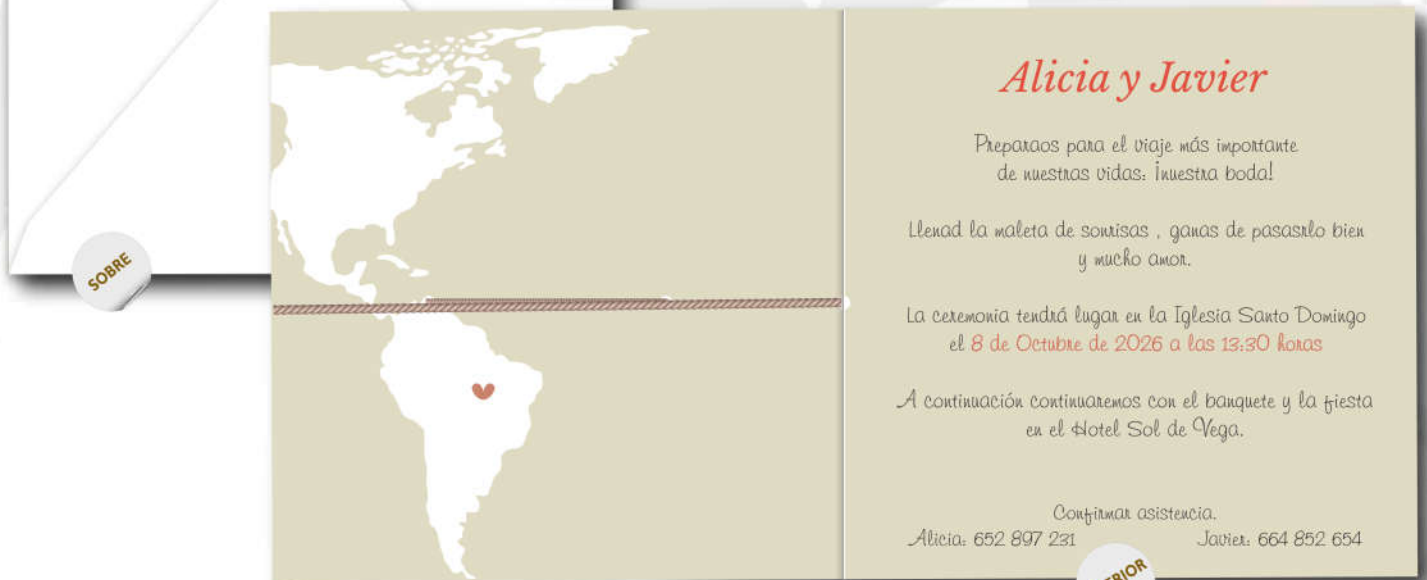 SOBRE
Alicia y Javier
Preparaos para el viaje más importante
de nuestras vidas: ¡nuestra boda!
Llenad la maleta de sonrisas , ganas de pasasrlo bien
y mucho amor.
La ceremonia tendrá lugar en la Iglesia Santo Domingo
el 8 de Octubre de 2026 a las 13:30 horas
A continuación continuaremos con el banquete y la fiesta
en el Hotel Sol de Vega.
Confirmar asistencia.
Alicia: 652 897 231 Javier: 664 852 654